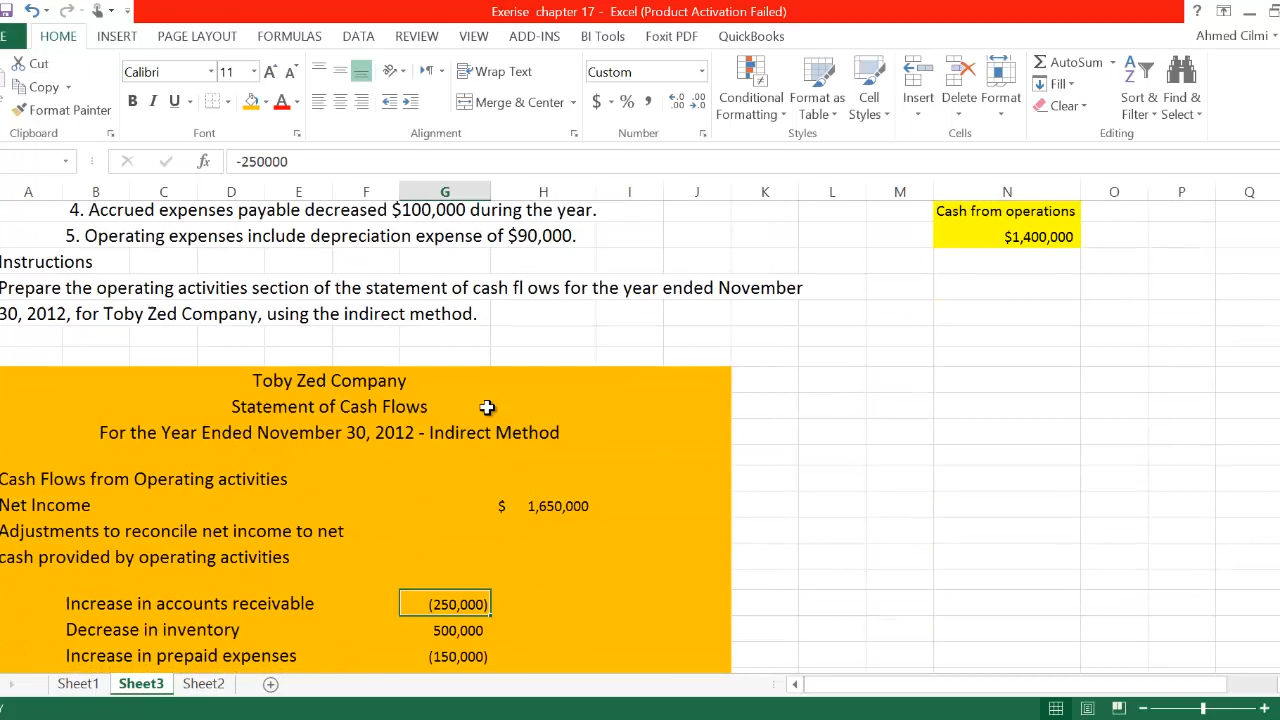 Exerise chapter 17 - Excel (Product Activation Failed)
?
E HOME INSERT PAGE LAYOUT FORMULAS DATA REVIEW VIEW ADD-INS BI Tools Foxit PDF QuickBooks Ahmed Cilmi
Cut
Copy
Format Painter
Clipboard
Calibri 11 A A
B I U A
Font
Wrap Text
Merge & Center
Alignment
Custom
$ % , .0 .00 .00 .0
Number
Conditional Formatting
Format as Table
Cell Styles
Styles
Insert Delete Format
Cells
AutoSum
Fill
Clear
Sort & Filter
Find & Select
Editing
fx -250000
A B C D E F G H I J K L M N O P Q
4. Accrued expenses payable decreased $100,000 during the year. Cash from operations
5. Operating expenses include depreciation expense of $90,000. $1,400,000
Instructions
Prepare the operating activities section of the statement of cash fl ows for the year ended November
30, 2012, for Toby Zed Company, using the indirect method.
Toby Zed Company
Statement of Cash Flows
For the Year Ended November 30, 2012 - Indirect Method
Cash Flows from Operating activities
Net Income $ 1,650,000
Adjustments to reconcile net income to net
cash provided by operating activities
Increase in accounts receivable (250,000)
Decrease in inventory 500,000
Increase in prepaid expenses (150,000)
Sheet1 Sheet3 Sheet2